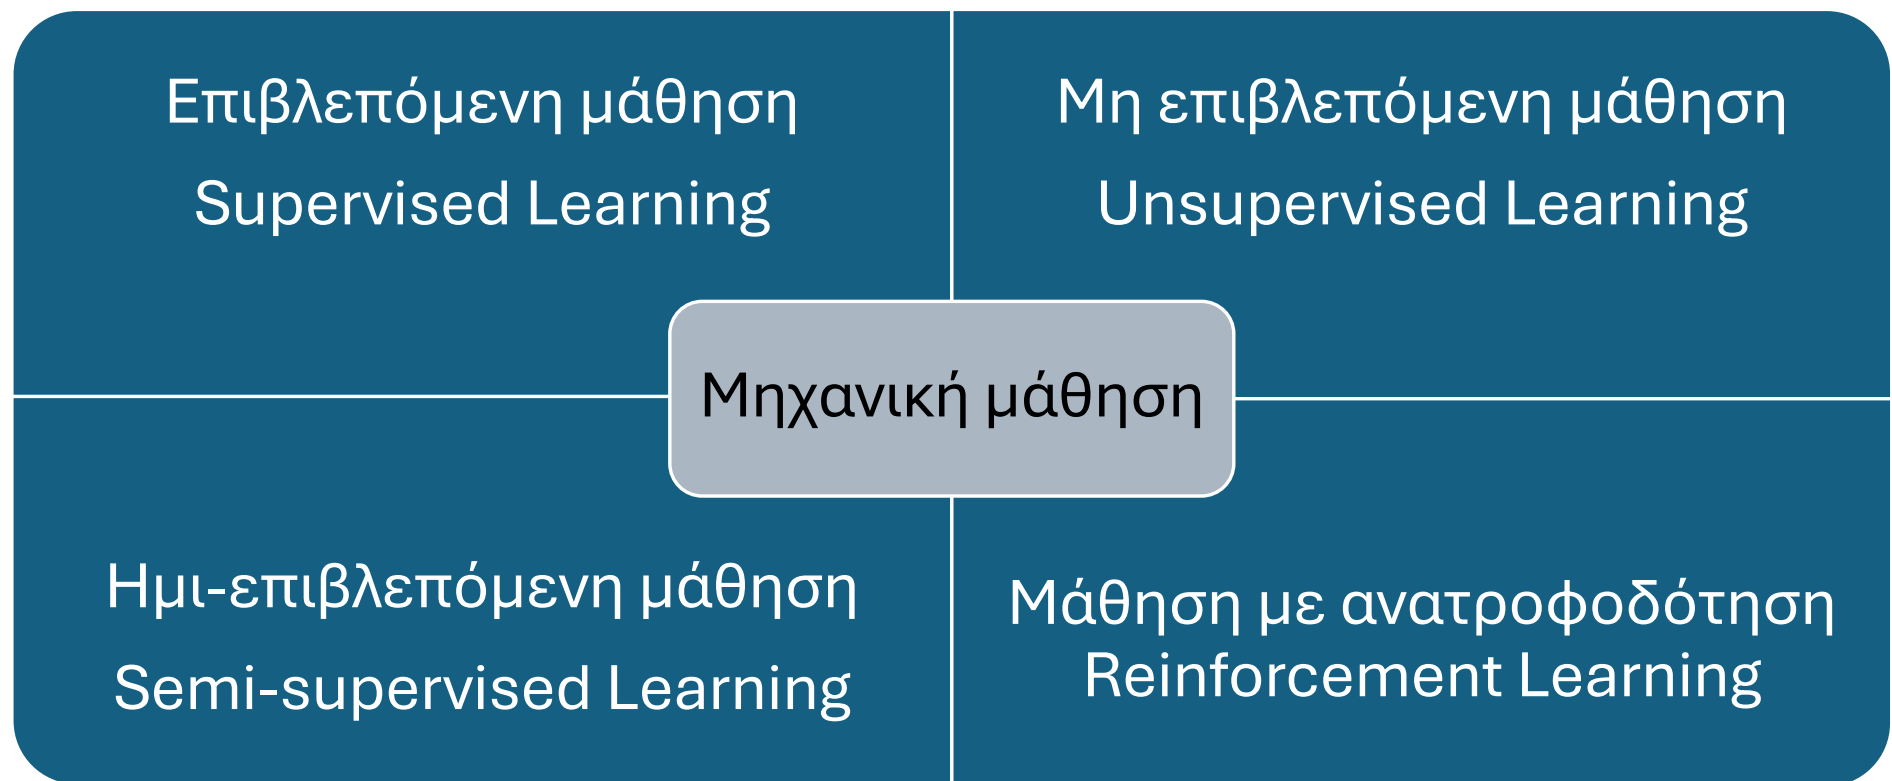 Επιβλεπόμενη μάθηση
Supervised Learning
Μη επιβλεπόμενη μάθηση
Unsupervised Learning
Μηχανική μάθηση
Ημι-επιβλεπόμενη μάθηση
Semi-supervised Learning
Μάθηση με ανατροφοδότηση
Reinforcement Learning